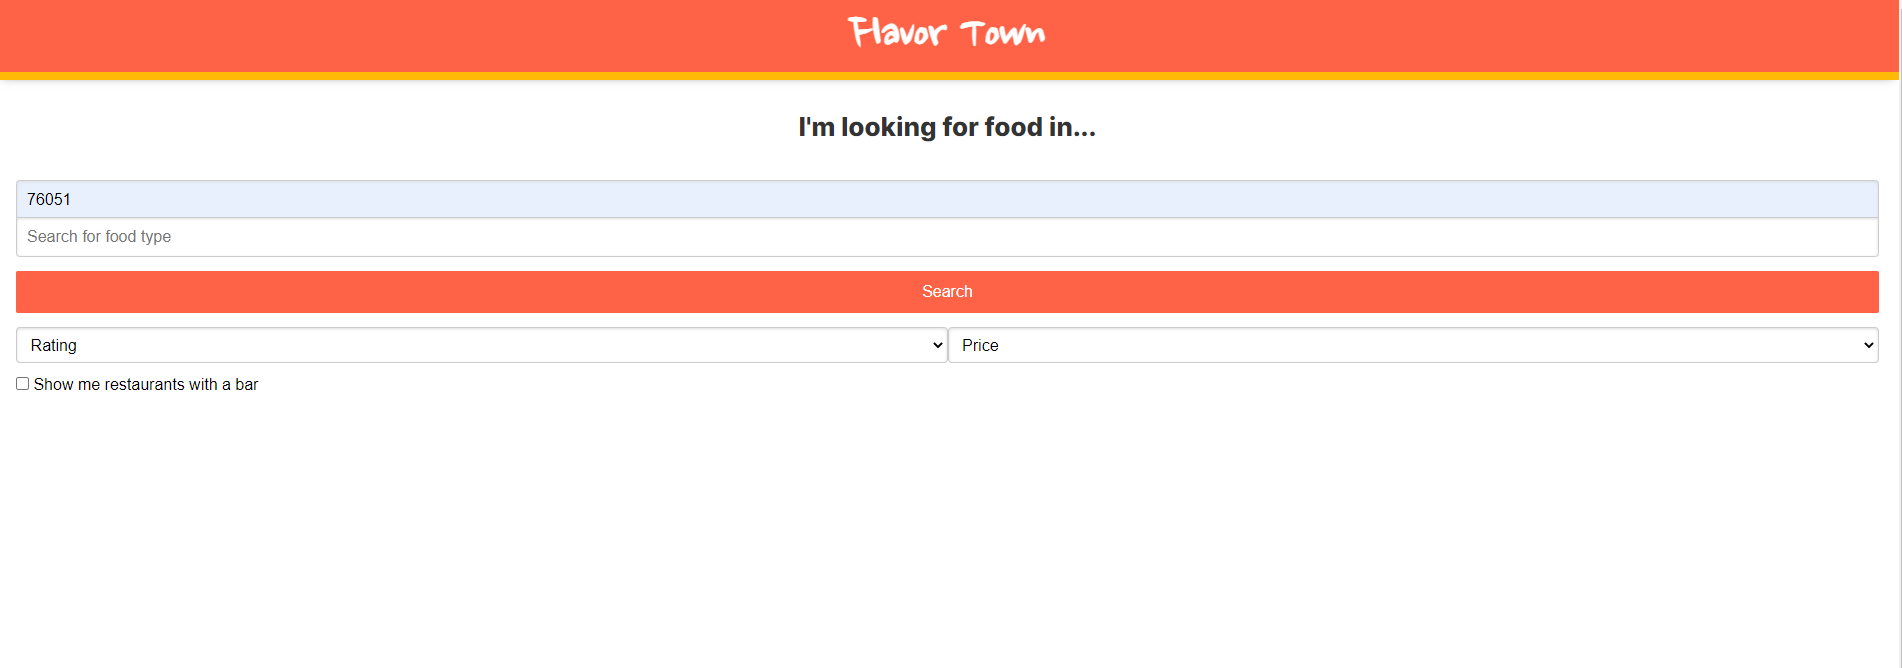 Flavor Town
I'm looking for food in...
76051
Search for food type
Search
Rating Price
Show me restaurants with a bar